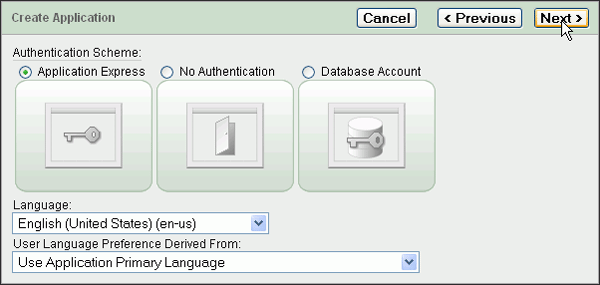 Create Application
Cancel
< Previous
Next >
Authentication Scheme:
Application Express
No Authentication
Database Account
Language:
English (United States) (en-us)
User Language Preference Derived From:
Use Application Primary Language